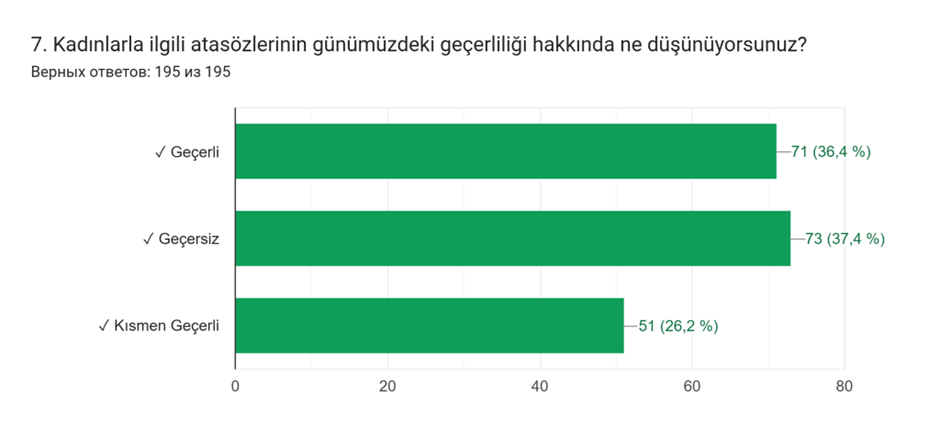 7. Kadınlarla ilgili atasözlerinin günümüzdeki geçerliliği hakkında ne düşünüyorsunuz?
Верных ответов: 195 из 195
✓ Geçerli
71 (36,4 %)
✓ Geçersiz
73 (37,4 %)
✓ Kısmen Geçerli
51 (26,2 %)
0 20 40 60 80